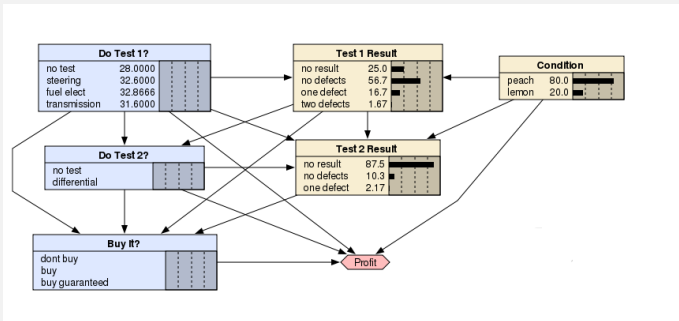 Do Test 1?
no test 28.0000
steering 32.6000
fuel elect 32.8666
transmission 31.6000
Test 1 Result
no result 25.0
no defects 56.7
one defect 16.7
two defects 1.67
Condition
peach 80.0
lemon 20.0
Do Test 2?
no test
differential
Test 2 Result
no result 87.5
no defects 10.3
one defect 2.17
Buy It?
dont buy
buy
buy guaranteed
Profit